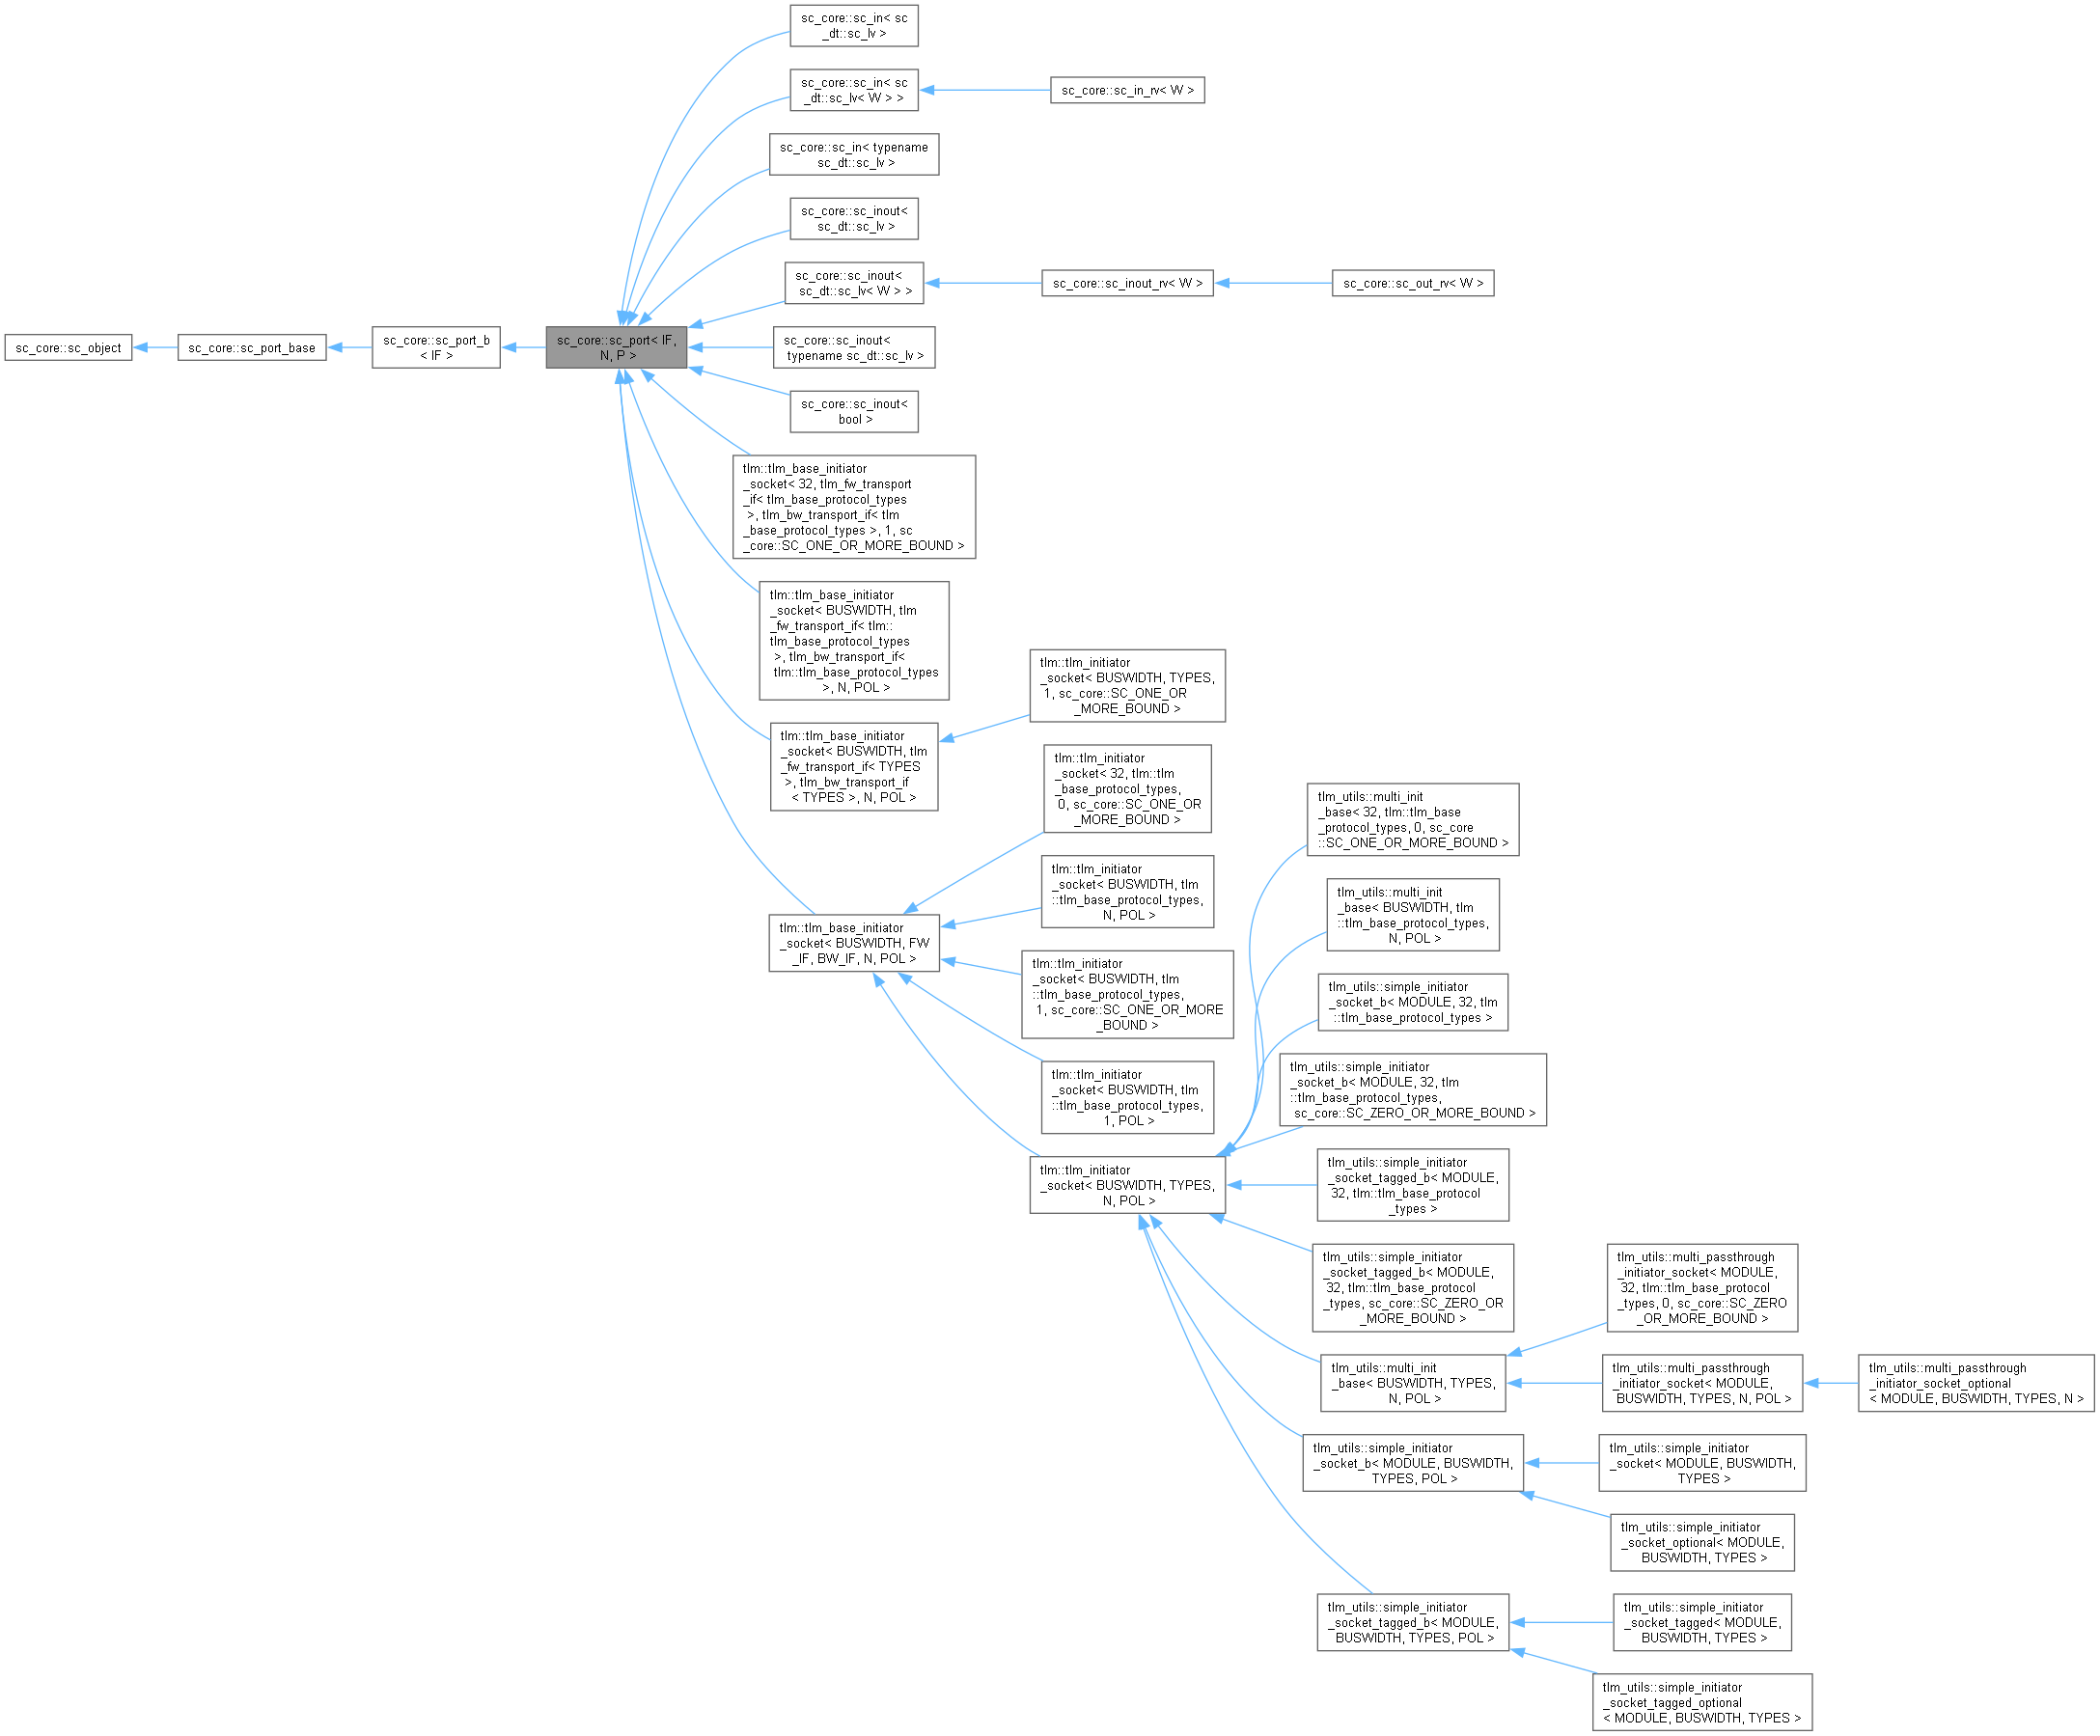 sc_core::sc_in< sc
_dt::sc_lv >
sc_core::sc_in< sc
_dt::sc_lv< W > >
sc_core::sc_in_rv< W >
sc_core::sc_in< typename
sc_dt::sc_lv >
sc_core::sc_inout<
sc_dt::sc_lv >
sc_core::sc_inout<
sc_dt::sc_lv< W > >
sc_core::sc_inout_rv< W >
sc_core::sc_out_rv< W >
sc_core::sc_object
sc_core::sc_port_base
sc_core::sc_port_b
< IF >
sc_core::sc_port< IF,
N, P >
sc_core::sc_inout<
typename sc_dt::sc_lv >
sc_core::sc_inout<
bool >
tlm::tlm_base_initiator
_socket< 32, tlm_fw_transport
_if< tlm_base_protocol_types
>, tlm_bw_transport_if< tlm
_base_protocol_types >, 1, sc
_core::SC_ONE_OR_MORE_BOUND >
tlm::tlm_base_initiator
_socket< BUSWIDTH, tlm
_fw_transport_if< tlm::
tlm_base_protocol_types
>, tlm_bw_transport_if<
tlm::tlm_base_protocol_types
>, N, POL >
tlm::tlm_base_initiator
_socket< BUSWIDTH, tlm
_fw_transport_if< TYPES
>, tlm_bw_transport_if
< TYPES >, N, POL >
tlm::tlm_initiator
_socket< BUSWIDTH, TYPES,
1, sc_core::SC_ONE_OR
_MORE_BOUND >
tlm::tlm_base_initiator
_socket< BUSWIDTH, FW
_IF, BW_IF, N, POL >
tlm::tlm_initiator
_socket< 32, tlm::tlm
_base_protocol_types,
0, sc_core::SC_ONE_OR
_MORE_BOUND >
tlm::tlm_initiator
_socket< BUSWIDTH, tlm
::tlm_base_protocol_types,
N, POL >
tlm::tlm_initiator
_socket< BUSWIDTH, tlm
::tlm_base_protocol_types,
1, sc_core::SC_ONE_OR_MORE
_BOUND >
tlm::tlm_initiator
_socket< BUSWIDTH, tlm
::tlm_base_protocol_types,
1, POL >
tlm::tlm_initiator
_socket< BUSWIDTH, TYPES,
N, POL >
tlm_utils::multi_init
_base< 32, tlm::tlm_base
_protocol_types, 0, sc_core
::SC_ONE_OR_MORE_BOUND >
tlm_utils::multi_init
_base< BUSWIDTH, tlm
::tlm_base_protocol_types,
N, POL >
tlm_utils::simple_initiator
_socket_b< MODULE, 32, tlm
::tlm_base_protocol_types >
tlm_utils::simple_initiator
_socket_b< MODULE, 32, tlm
::tlm_base_protocol_types,
sc_core::SC_ZERO_OR_MORE_BOUND >
tlm_utils::simple_initiator
_socket_tagged_b< MODULE,
32, tlm::tlm_base_protocol
_types >
tlm_utils::simple_initiator
_socket_tagged_b< MODULE,
32, tlm::tlm_base_protocol
_types, sc_core::SC_ZERO_OR
_MORE_BOUND >
tlm_utils::multi_init
_base< BUSWIDTH, TYPES,
N, POL >
tlm_utils::multi_passthrough
_initiator_socket< MODULE,
32, tlm::tlm_base_protocol
_types, 0, sc_core::SC_ZERO
_OR_MORE_BOUND >
tlm_utils::multi_passthrough
_initiator_socket< MODULE,
BUSWIDTH, TYPES, N, POL >
tlm_utils::multi_passthrough
_initiator_socket_optional
< MODULE, BUSWIDTH, TYPES, N >
tlm_utils::simple_initiator
_socket_b< MODULE, BUSWIDTH,
TYPES, POL >
tlm_utils::simple_initiator
_socket< MODULE, BUSWIDTH,
TYPES >
tlm_utils::simple_initiator
_socket_optional< MODULE,
BUSWIDTH, TYPES >
tlm_utils::simple_initiator
_socket_tagged_b< MODULE,
BUSWIDTH, TYPES, POL >
tlm_utils::simple_initiator
_socket_tagged< MODULE,
BUSWIDTH, TYPES >
tlm_utils::simple_initiator
_socket_tagged_optional
< MODULE, BUSWIDTH, TYPES >